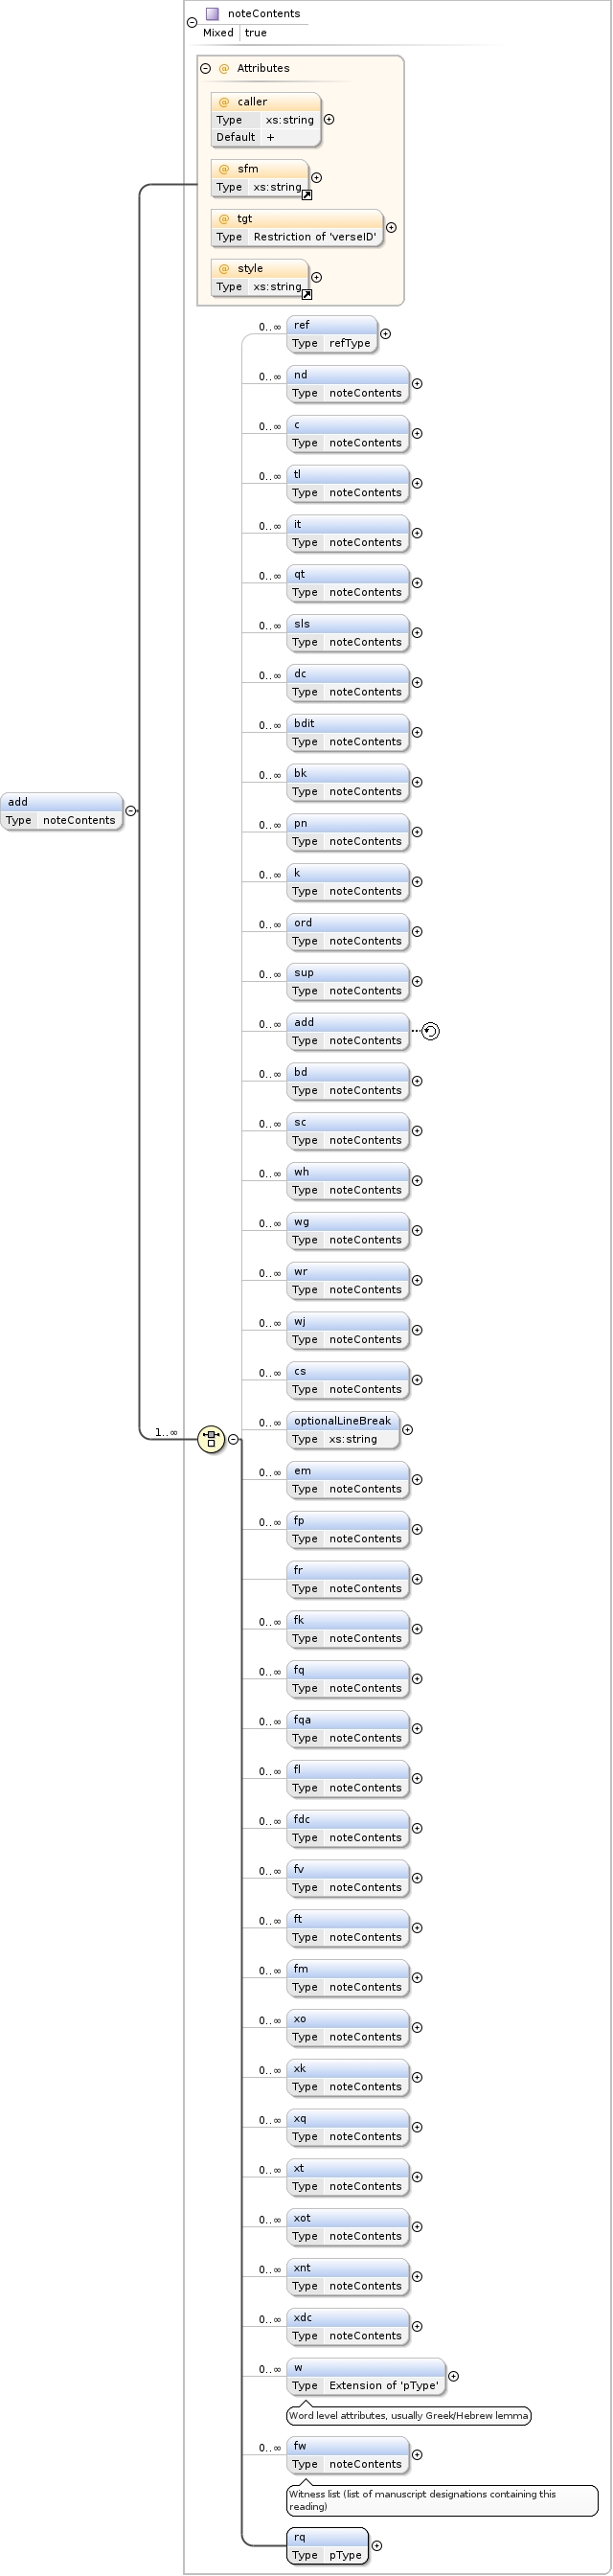 noteContents
Mixed true
@ Attributes
@ caller
Type xs:string
Default +
@ sfm
Type xs:string
@ tgt
Type Restriction of 'verseID'
@ style
Type xs:string
0..∞ ref
Type refType
0..∞ nd
Type noteContents
0..∞ c
Type noteContents
0..∞ tl
Type noteContents
0..∞ it
Type noteContents
0..∞ qt
Type noteContents
0..∞ sls
Type noteContents
0..∞ dc
Type noteContents
0..∞ bdit
Type noteContents
0..∞ bk
Type noteContents
add
Type noteContents
0..∞ pn
Type noteContents
0..∞ k
Type noteContents
0..∞ ord
Type noteContents
0..∞ sup
Type noteContents
0..∞ add
Type noteContents
0..∞ bd
Type noteContents
0..∞ sc
Type noteContents
0..∞ wh
Type noteContents
0..∞ wg
Type noteContents
0..∞ wr
Type noteContents
0..∞ wj
Type noteContents
0..∞ cs
Type noteContents
0..∞ optionalLineBreak
1..∞ Type xs:string
0..∞ em
Type noteContents
0..∞ fp
Type noteContents
fr
Type noteContents
0..∞ fk
Type noteContents
0..∞ fq
Type noteContents
0..∞ fqa
Type noteContents
0..∞ fl
Type noteContents
0..∞ fdc
Type noteContents
0..∞ fv
Type noteContents
0..∞ ft
Type noteContents
0..∞ fm
Type noteContents
0..∞ xo
Type noteContents
0..∞ xk
Type noteContents
0..∞ xq
Type noteContents
0..∞ xt
Type noteContents
0..∞ xot
Type noteContents
0..∞ xnt
Type noteContents
0..∞ xdc
Type noteContents
0..∞ w
Type Extension of 'pType'
Word level attributes, usually Greek/Hebrew lemma
0..∞ fw
Type noteContents
Witness list (list of manuscript designations containing this
reading)
rq
Type pType